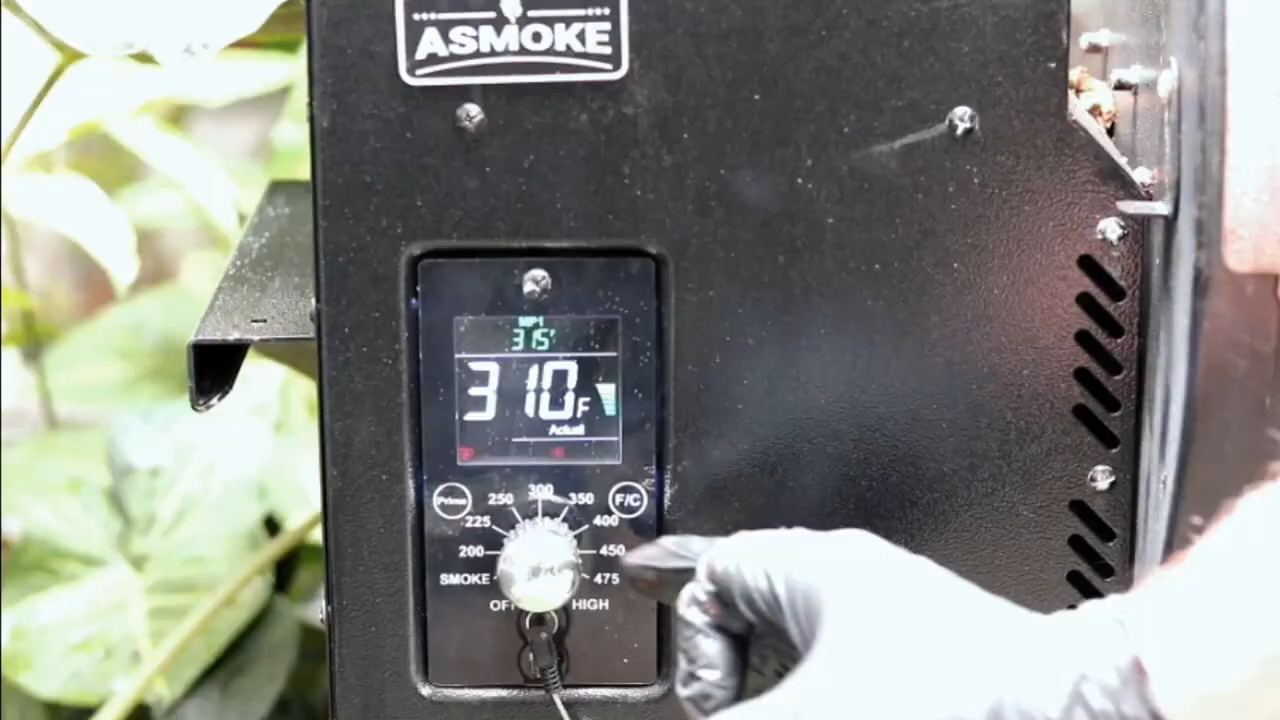 ASMOKE
MP1
315°
310F
Actual
Prime
250
300
350
F/C
225
400
200
450
SMOKE
475
OFF
HIGH